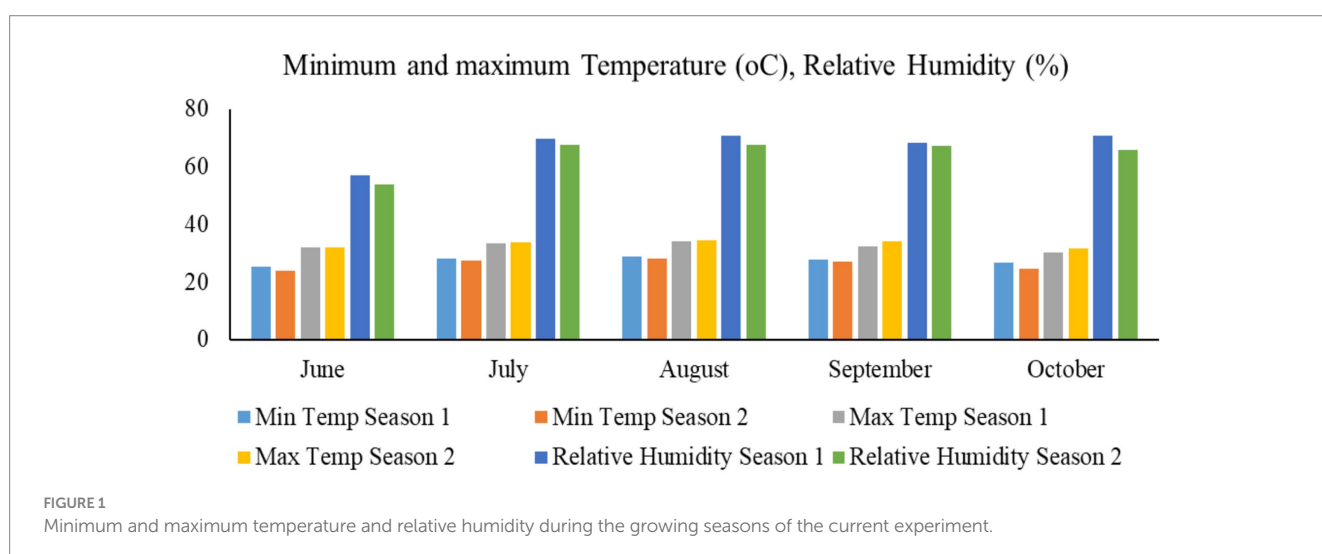 Minimum and maximum Temperature (oC), Relative Humidity (%)
80
60
40
20
0
June July August September October
Min Temp Season 1 Min Temp Season 2 Max Temp Season 1
Max Temp Season 2 Relative Humidity Season 1 Relative Humidity Season 2
FIGURE 1
Minimum and maximum temperature and relative humidity during the growing seasons of the current experiment.